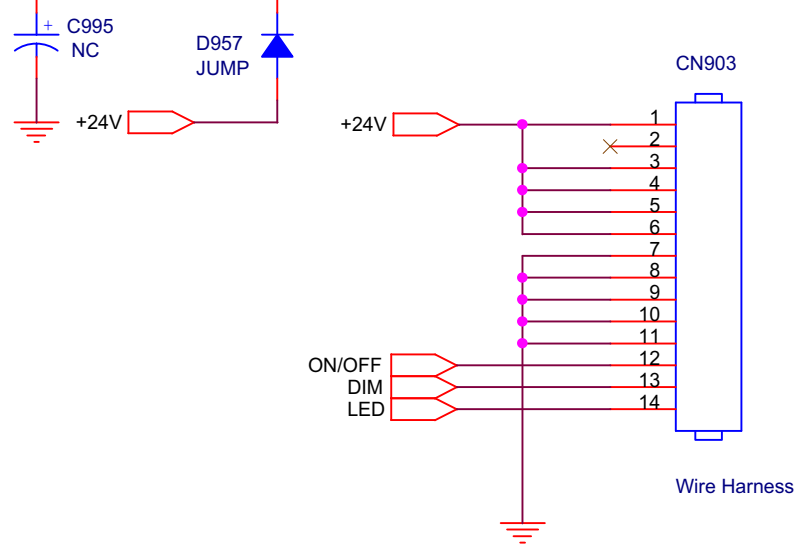 + C995
NC
D957
JUMP
+24V
+24V
CN903
1
2
3
4
5
6
7
8
9
10
11
12
13
14
ON/OFF
DIM
LED
Wire Harness